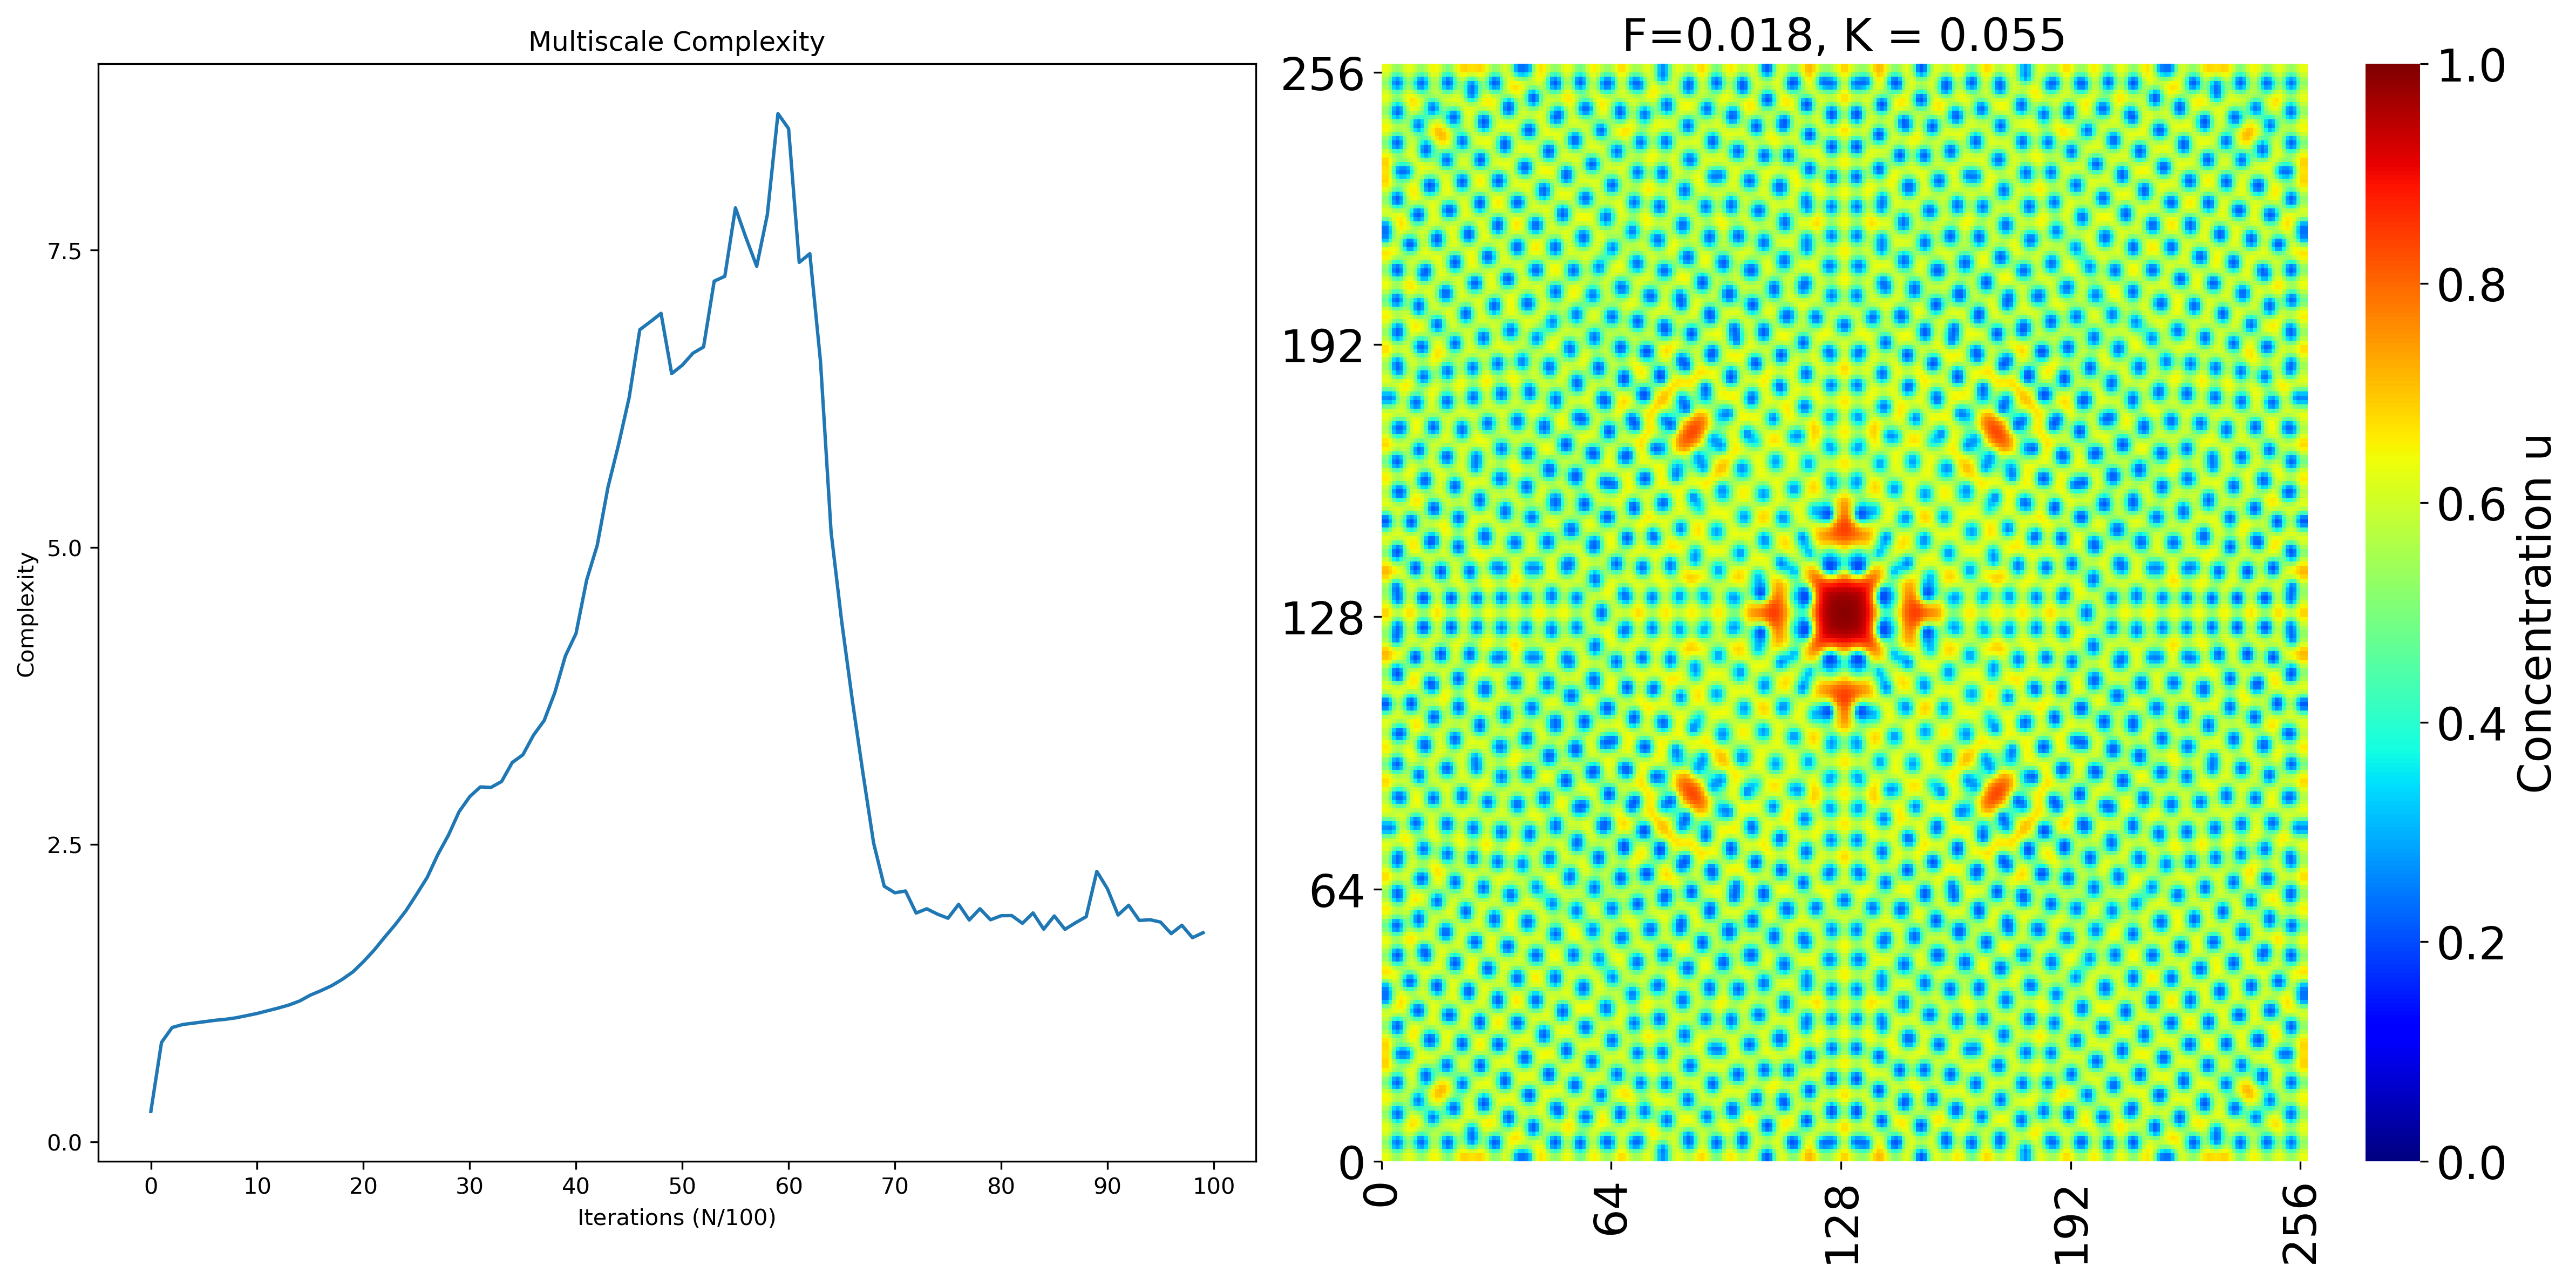 Multiscale Complexity
7.5
5.0
2.5
0.0
Complexity
0 10 20 30 40 50 60 70 80 90 100
Iterations (N/100)
F=0.018, K = 0.055
256
192
128
64
0
0 64 128 192 256
1.0
0.8
0.6
0.4
0.2
0.0
Concentration u